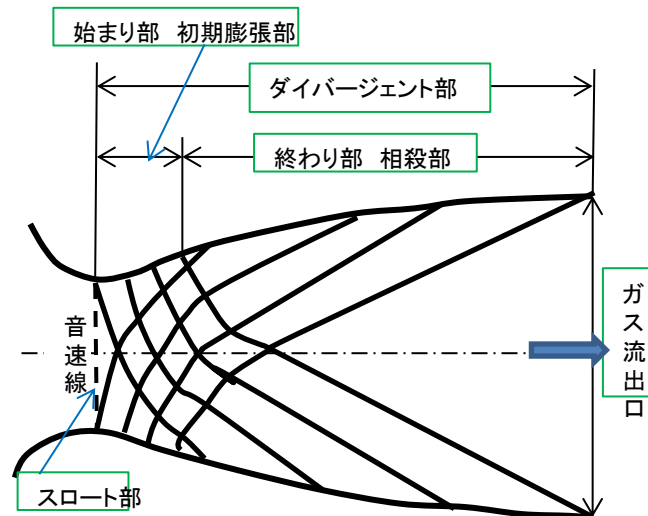 始まり部 初期膨張部
ダイバージェント部
終わり部 相殺部
音速線
ガス流出口
スロート部